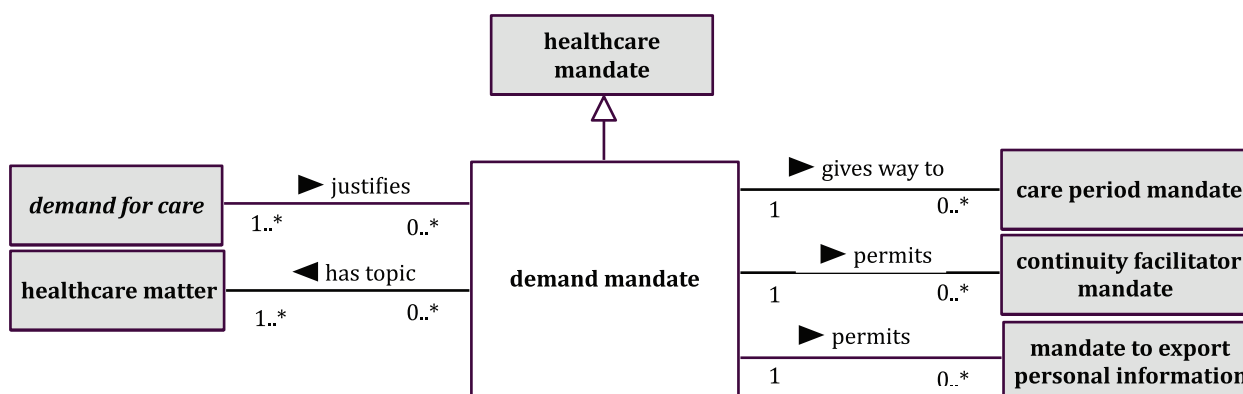 healthcare
mandate
demand for care
justifies
1..*
0..*
healthcare matter
has topic
1..*
0..*
demand mandate
gives way to
1
0..*
care period mandate
permits
1
0..*
continuity facilitator
mandate
permits
1
0..*
mandate to export
personal information